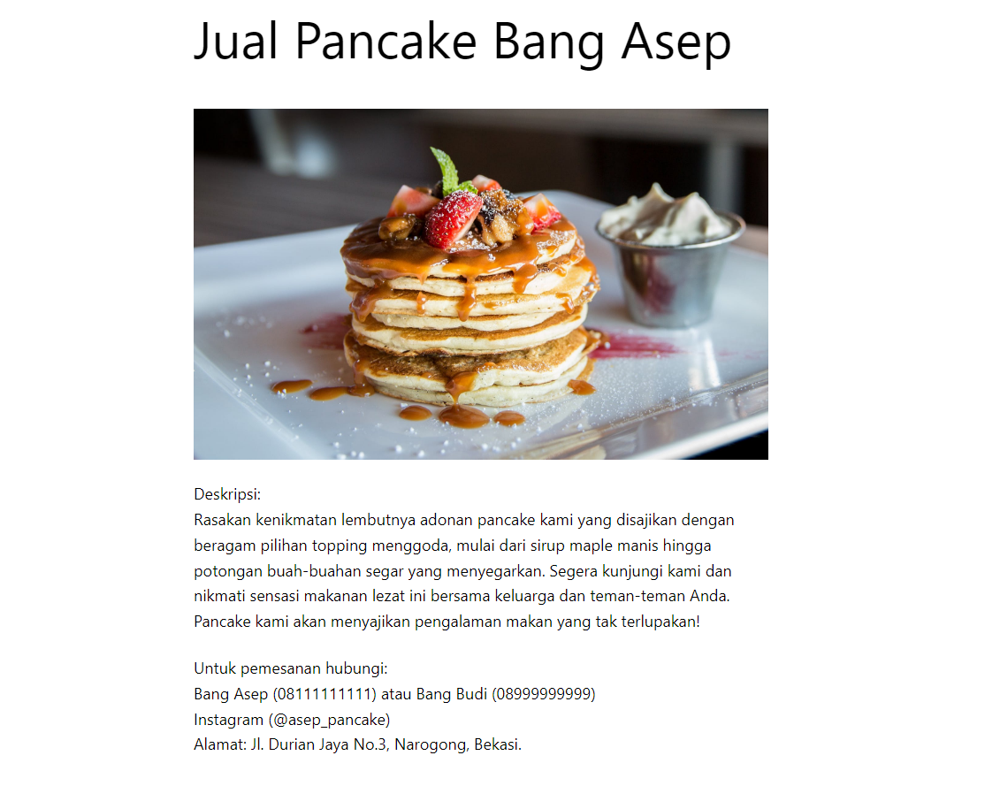 Jual Pancake Bang Asep
Deskripsi:
Rasakan kenikmatan lembutnya adonan pancake kami yang disajikan dengan
beragam pilihan topping menggoda, mulai dari sirup maple manis hingga
potongan buah-buahan segar yang menyegarkan. Segera kunjungi kami dan
nikmati sensasi makanan lezat ini bersama keluarga dan teman-teman Anda.
Pancake kami akan menyajikan pengalaman makan yang tak terlupakan!
Untuk pemesanan hubungi:
Bang Asep (08111111111) atau Bang Budi (08999999999)
Instagram (@asep_pancake)
Alamat: Jl. Durian Jaya No.3, Narogong, Bekasi.